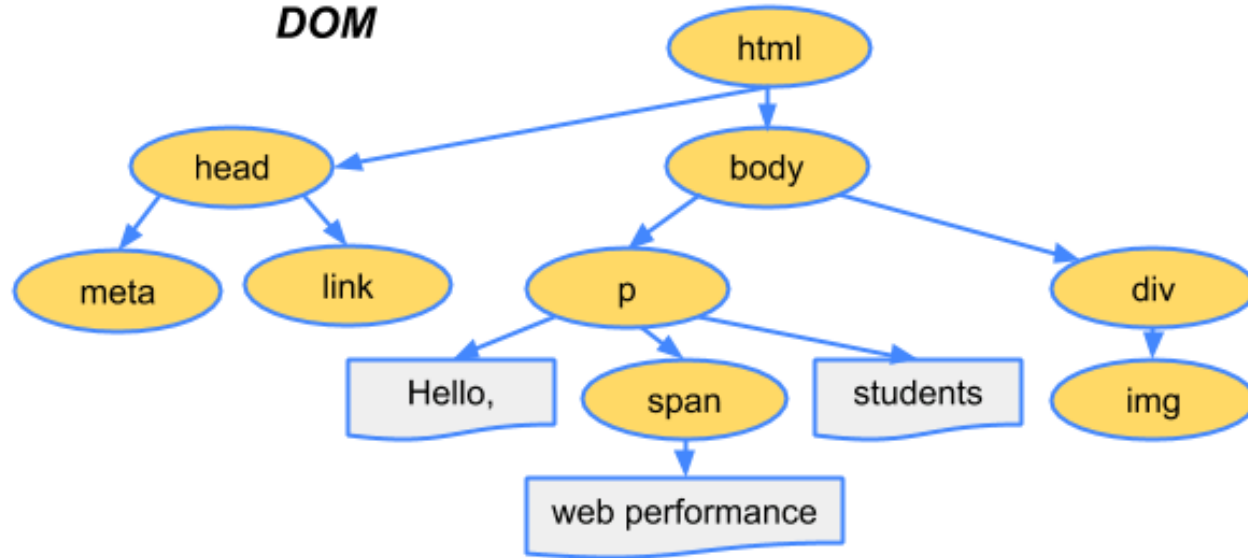 DOM
html
head
body
meta
link
p
div
Hello,
span
students
img
web performance